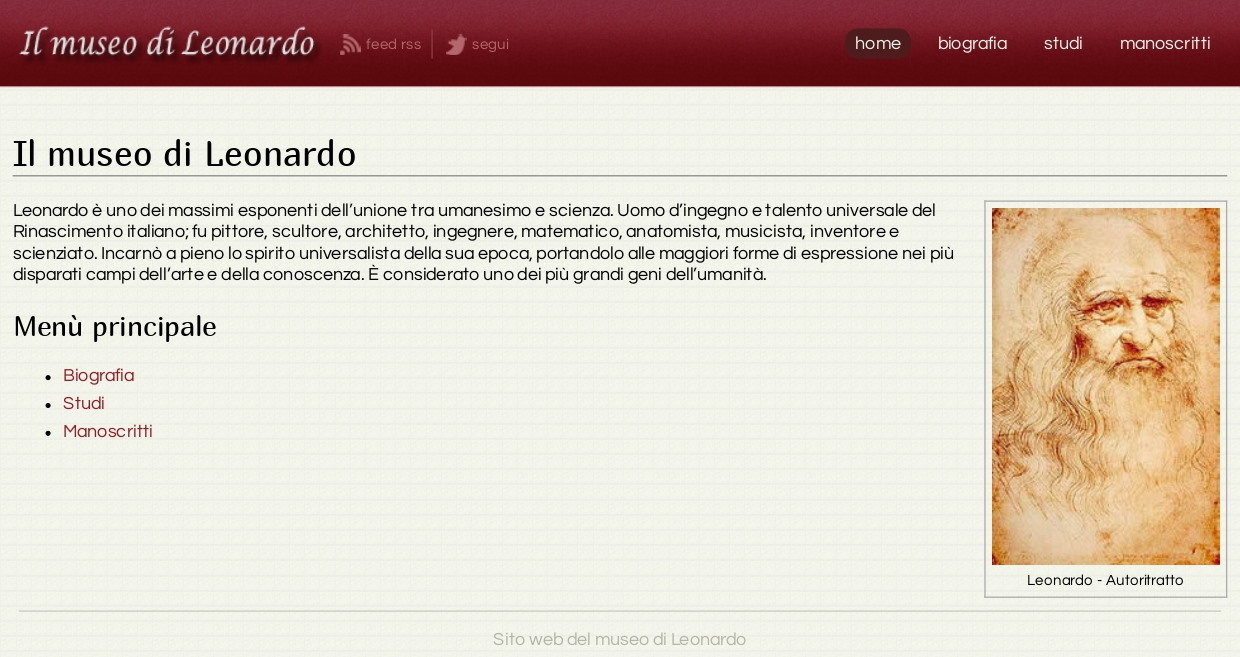 Il museo di Leonardo
feed rss
segui
home
biografia
studi
manoscritti
Il museo di Leonardo
Leonardo è uno dei massimi esponenti dell’unione tra umanesimo e scienza. Uomo d’ingegno e talento universale del
Rinascimento italiano; fu pittore, scultore, architetto, ingegnere, matematico, anatomista, musicista, inventore e
scienziato. Incarnò a pieno lo spirito universalista della sua epoca, portandolo alle maggiori forme di espressione nei più
disparati campi dell’arte e della conoscenza. È considerato uno dei più grandi geni dell’umanità.
Menù principale
Biografia
Studi
Manoscritti
Leonardo - Autoritratto
Sito web del museo di Leonardo